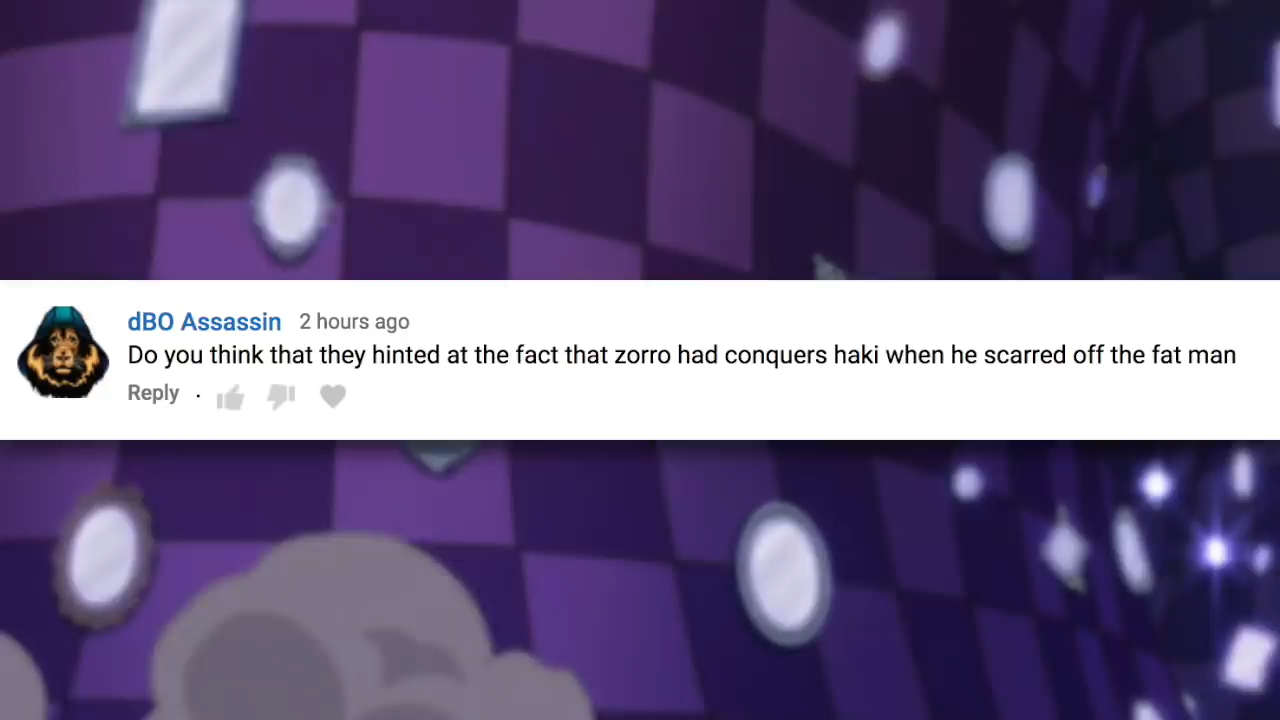 dBO Assassin 2 hours ago
Do you think that they hinted at the fact that zorro had conquers haki when he scarred off the fat man
Reply ·